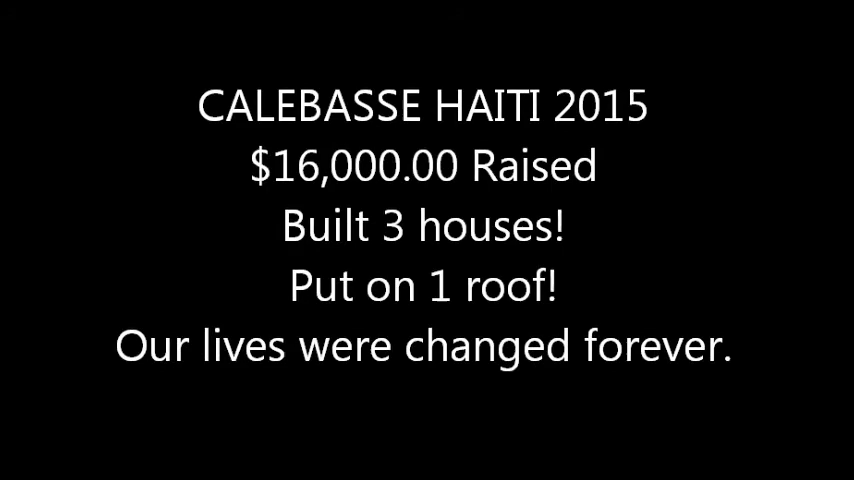 CALEBASSE HAITI 2015
$16,000.00 Raised
Built 3 houses!
Put on 1 roof!
Our lives were changed forever.